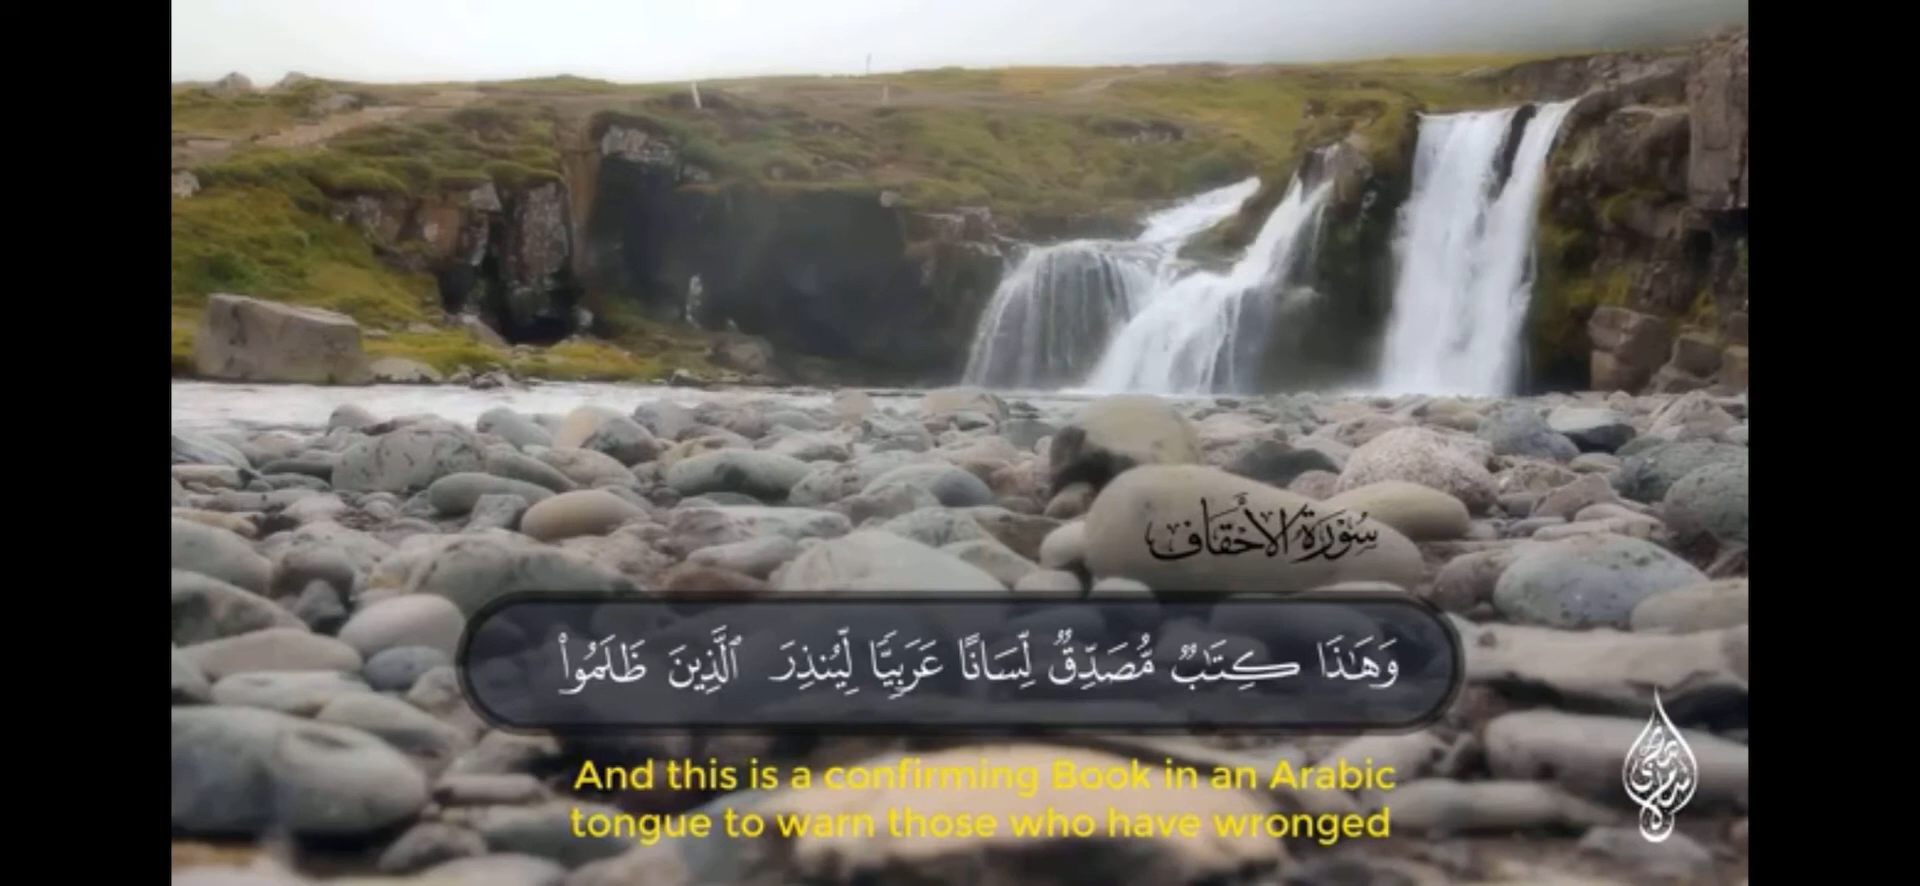 سُورَةُ الأَحْقَاف
وَهَٰذَا كِتَٰبٌ مُّصَدِّقٌ لِّسَانًا عَرَبِيًّا لِّيُنذِرَ ٱلَّذِينَ ظَلَمُوا۟
And this is a confirming Book in an Arabic
tongue to warn those who have wronged